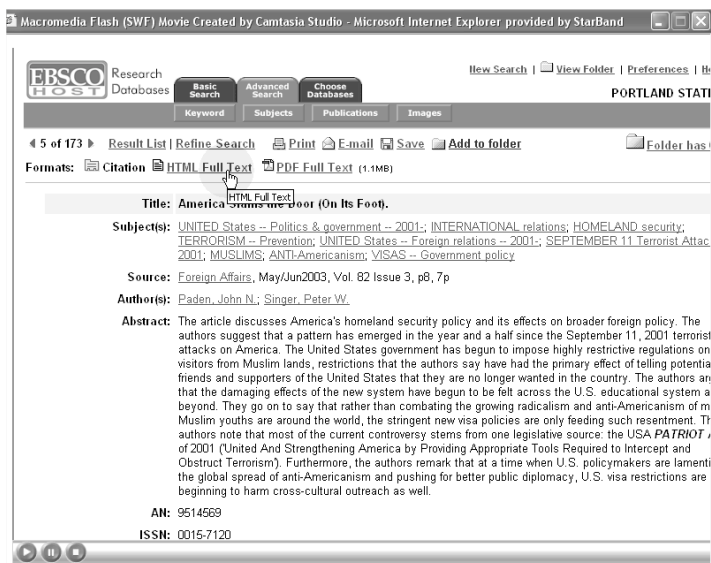 Macromedia Flash (SWF) Movie Created by Camtasia Studio - Microsoft Internet Explorer provided by StarBand
New Search | View Folder | Preferences | He
EBSCO HOST Research Databases
Basic Search Advanced Search Choose Databases
PORTLAND STATI
Keyword Subjects Publications Images
5 of 173 Result List | Refine Search Print E-mail Save Add to folder Folder has
Formats: Citation HTML Full Text PDF Full Text (1.1MB)
HTML Full Text
Title: America the Door (On Its Foot).
Subject(s): UNITED States -- Politics & government -- 2001-; INTERNATIONAL relations; HOMELAND security;
TERRORISM -- Prevention; UNITED States -- Foreign relations -- 2001-; SEPTEMBER 11 Terrorist Attac
2001; MUSLIMS; ANTI-Americanism; VISAS -- Government policy
Source: Foreign Affairs, May/Jun2003, Vol. 82 Issue 3, p8, 7p
Author(s): Paden, John N.; Singer, Peter W.
Abstract: The article discusses America's homeland security policy and its effects on broader foreign policy. The
authors suggest that a pattern has emerged in the year and a half since the September 11, 2001 terrorist
attacks on America. The United States government has begun to impose highly restrictive regulations on
visitors from Muslim lands, restrictions that the authors say have had the primary effect of telling potentia
friends and supporters of the United States that they are no longer wanted in the country. The authors arg
that the damaging effects of the new system have begun to be felt across the U.S. educational system a
beyond. They go on to say that rather than combating the growing radicalism and anti-Americanism of m
Muslim youths are around the world, the stringent new visa policies are only feeding such resentment. Th
authors note that most of the current controversy stems from one legislative source: the USA PATRIOT
of 2001 ('United And Strengthening America by Providing Appropriate Tools Required to Intercept and
Obstruct Terrorism'). Furthermore, the authors remark that at a time when U.S. policymakers are lamenti
the global spread of anti-Americanism and pushing for better public diplomacy, U.S. visa restrictions are
beginning to harm cross-cultural outreach as well.
AN: 9514569
ISSN: 0015-7120